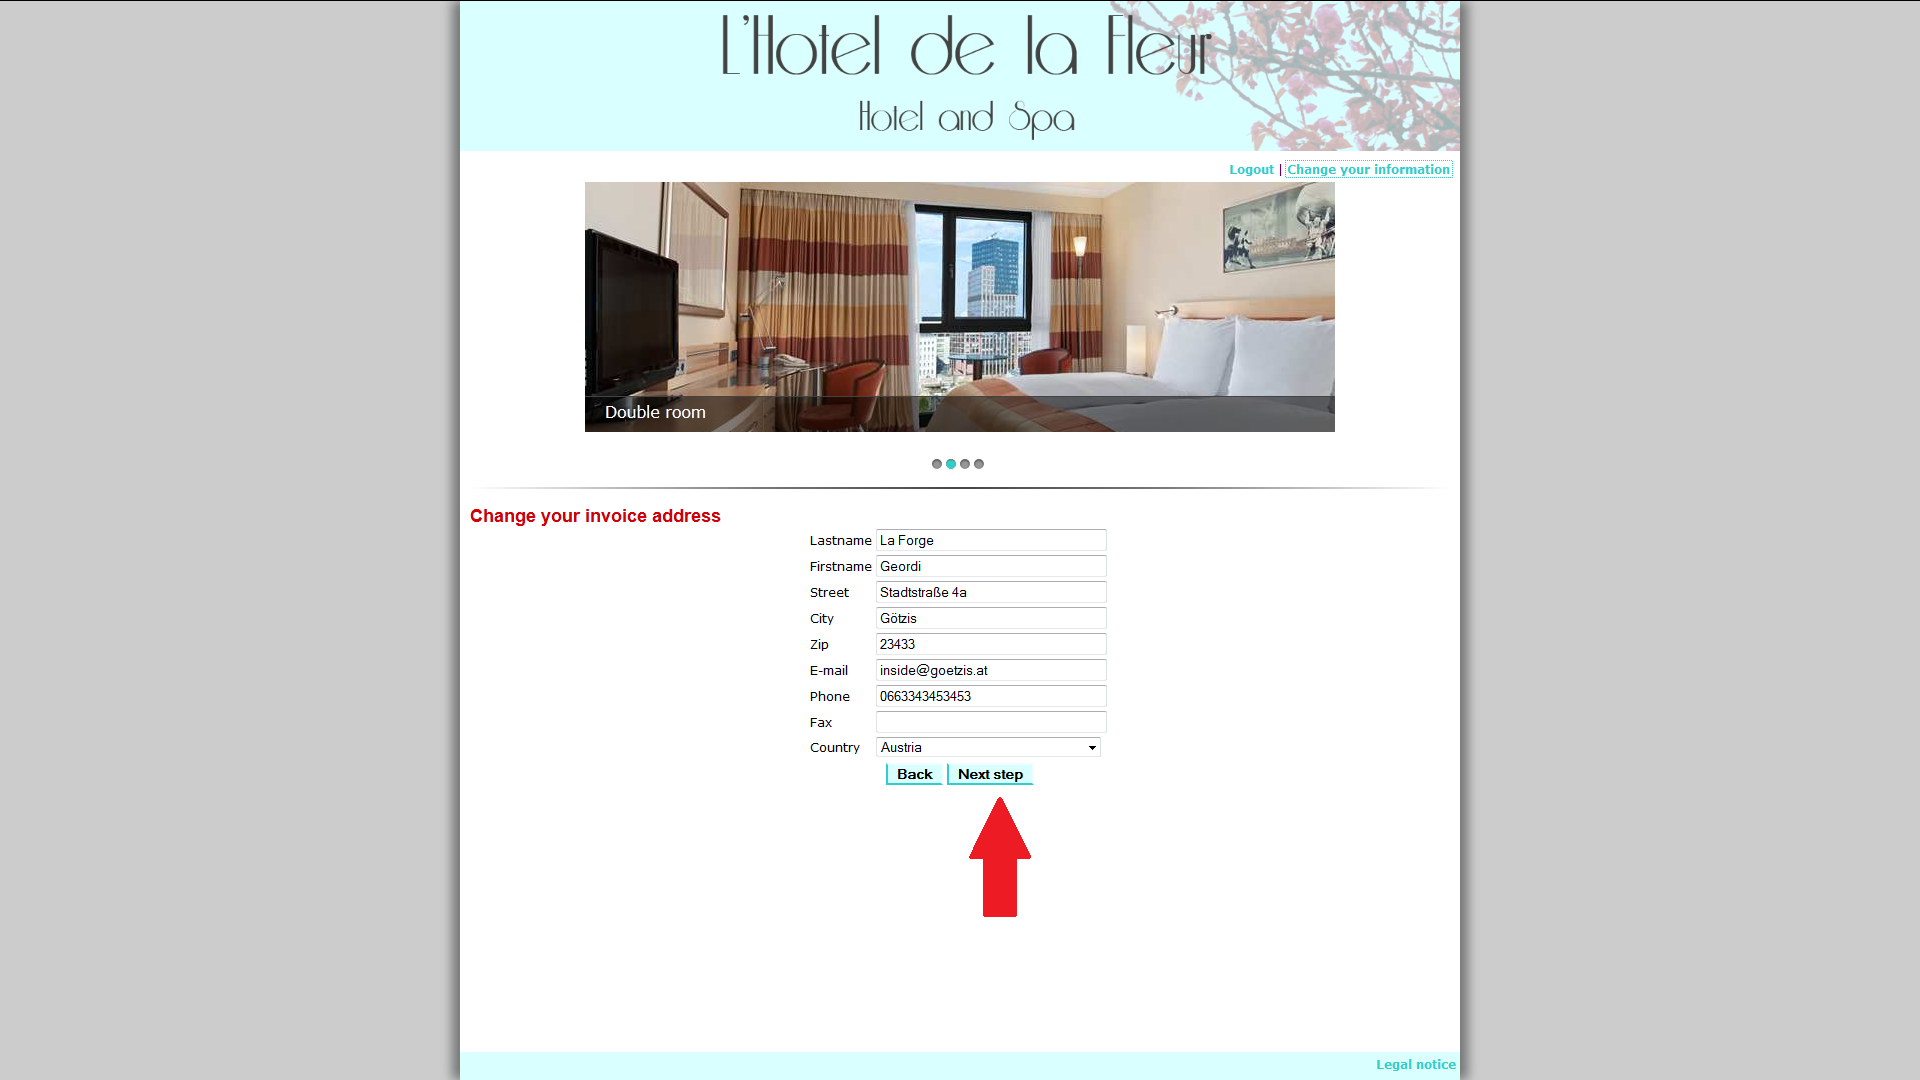 L'Hotel de la Fleur
Hotel and Spa
Logout | Change your information
Double room
Change your invoice address
Lastname La Forge
Firstname Geordi
Street Stadtstraße 4a
City Götzis
Zip 23433
E-mail inside@goetzis.at
Phone 0663343453453
Fax
Country Austria
Back Next step
Legal notice